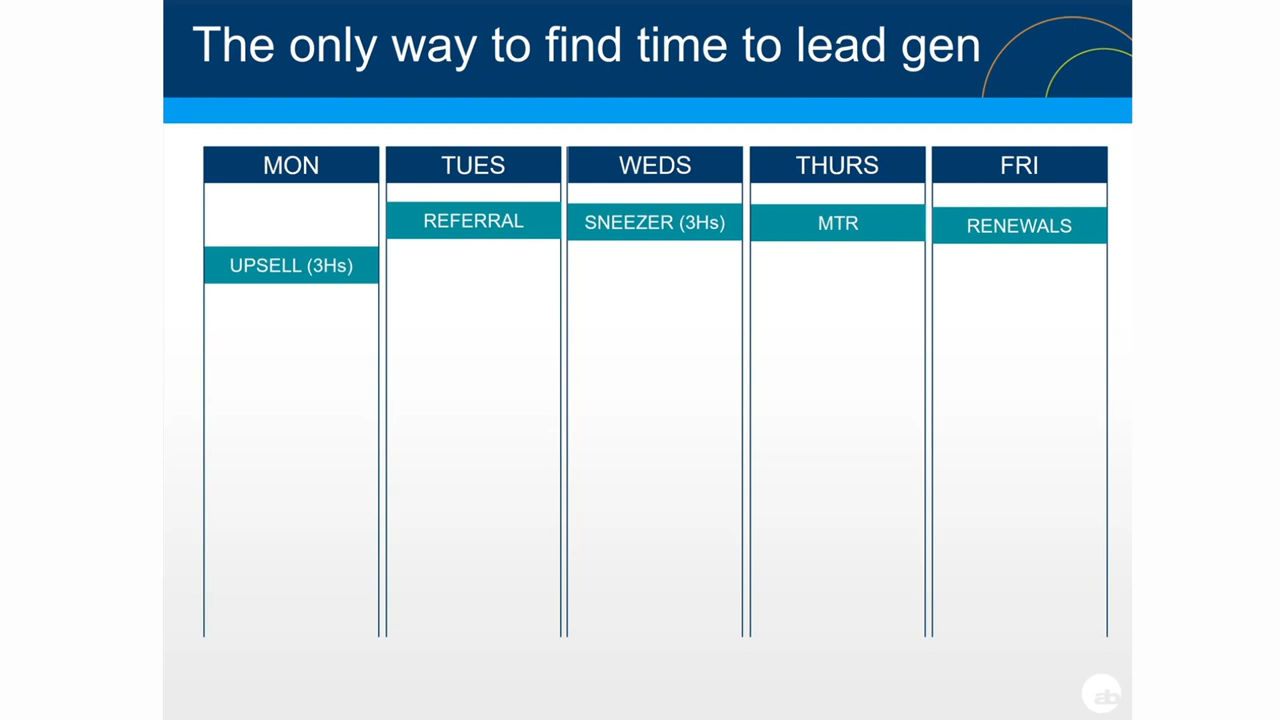 The only way to find time to lead gen
MON
TUES
WEDS
THURS
FRI
REFERRAL
SNEEZER (3Hs)
MTR
RENEWALS
UPSELL (3Hs)
ab